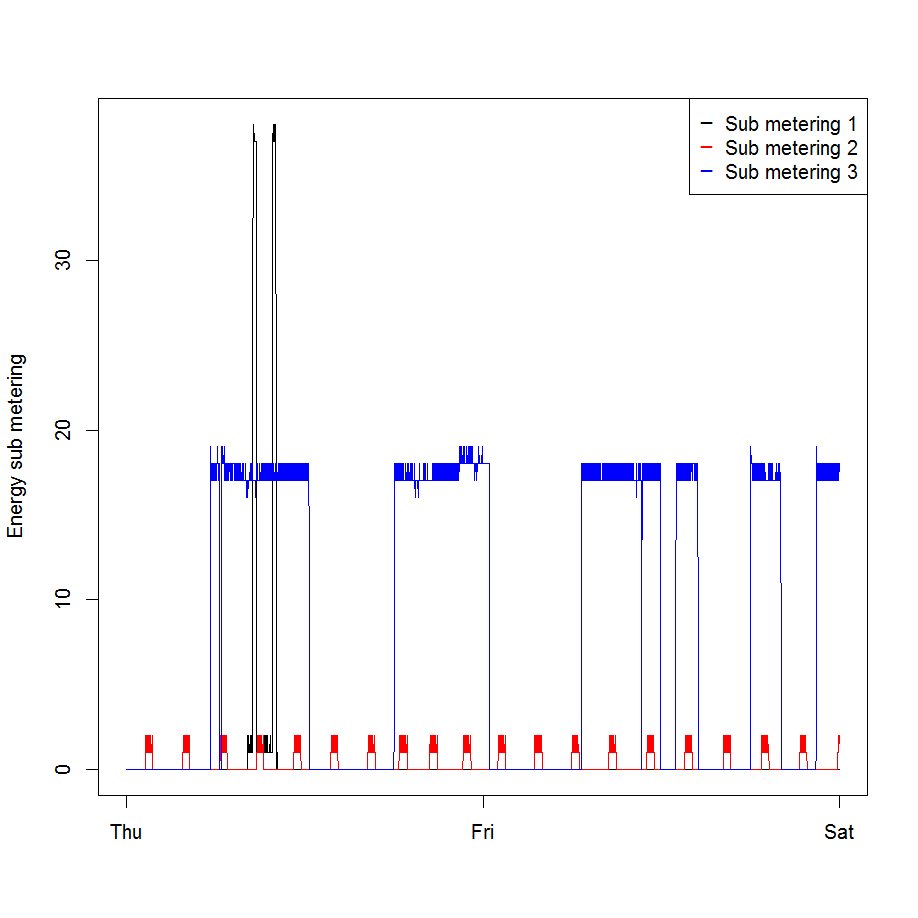 Sub metering 1
Sub metering 2
Sub metering 3
Energy sub metering
30
20
10
0
Thu Fri Sat